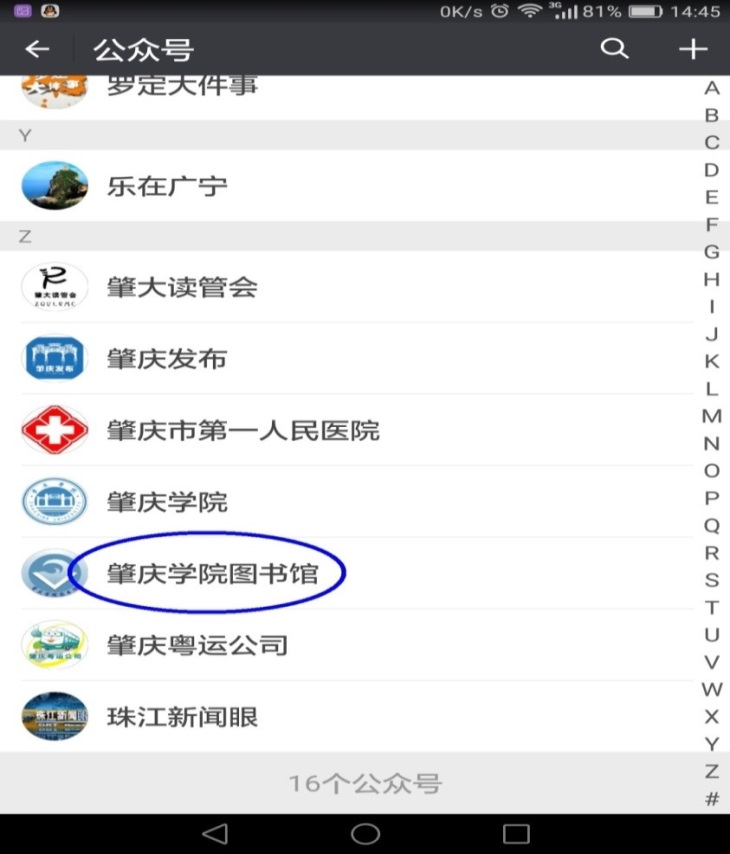 0K/s 3G 81% 14:45
公众号
罗定大件事
Y
乐在广宁
Z
肇大读管会
肇庆发布
肇庆市第一人民医院
肇庆学院
肇庆学院图书馆
肇庆粤运公司
珠江新闻眼
16个公众号
A
B
C
D
E
F
G
H
I
J
K
L
M
N
O
P
Q
R
S
T
U
V
W
X
Y
Z
#